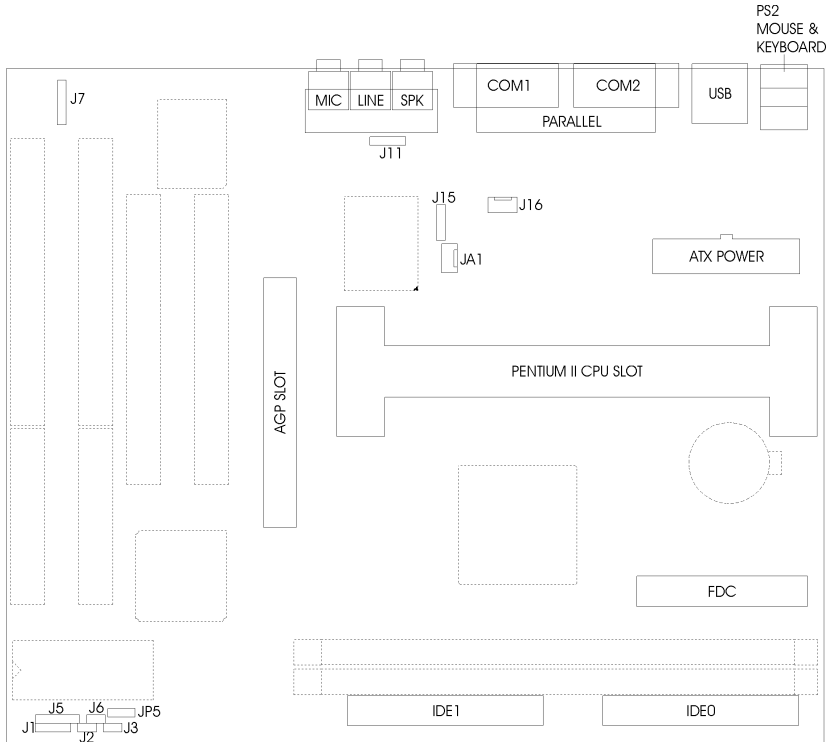 PS2
MOUSE &
KEYBOARD
J7
MIC
LINE
SPK
COM1
COM2
USB
PARALLEL
J11
J15
J16
JA1
ATX POWER
PENTIUM II CPU SLOT
AGP SLOT
FDC
IDE1
IDE0
J5
J6
JP5
J1
J2
J3